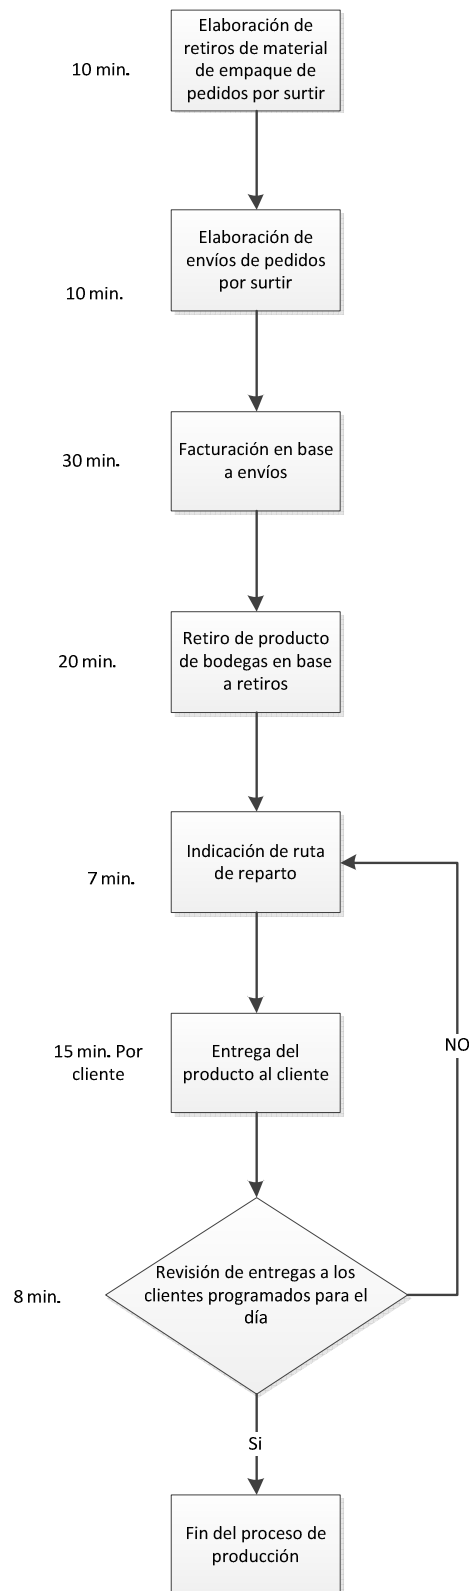 Elaboración de
retiros de material
de empaque de
pedidos por surtir
10 min.
Elaboración de
envíos de pedidos
por surtir
10 min.
Facturación en base
a envíos
30 min.
Retiro de producto
de bodegas en base
a retiros
20 min.
Indicación de ruta
de reparto
7 min.
Entrega del
producto al cliente
15 min. Por
cliente
NO
Revisión de entregas a los
clientes programados para el
día
8 min.
Si
Fin del proceso de
producción